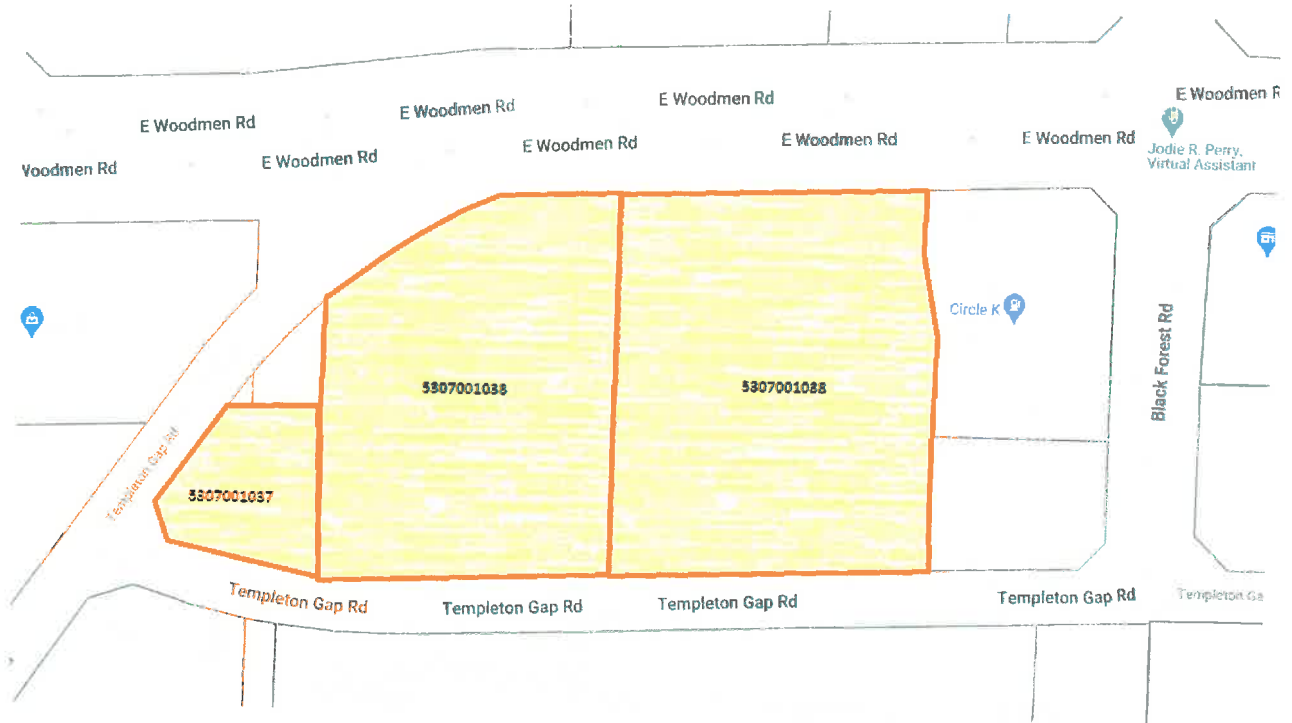 E Woodmen Rd
E Woodmen Rd
E Woodmen Rd
E Woodmen R
Woodmen Rd
E Woodmen Rd
E Woodmen Rd
E Woodmen Rd
E Woodmen Rd
Jodie R. Perry,
Virtual Assistant
Circle K
Black Forest Rd
5307001038
5307001088
Templeton Gap Rd
5307001037
Templeton Gap Rd
Templeton Gap Rd
Templeton Gap Rd
Templeton Gap Rd
Templeton Ga